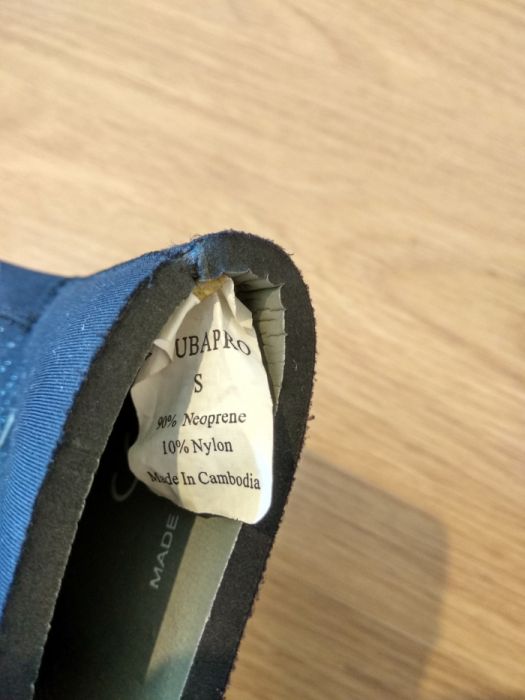 UBAPRO
S
90% Neoprene
10% Nylon
Made In Cambodia
MADE